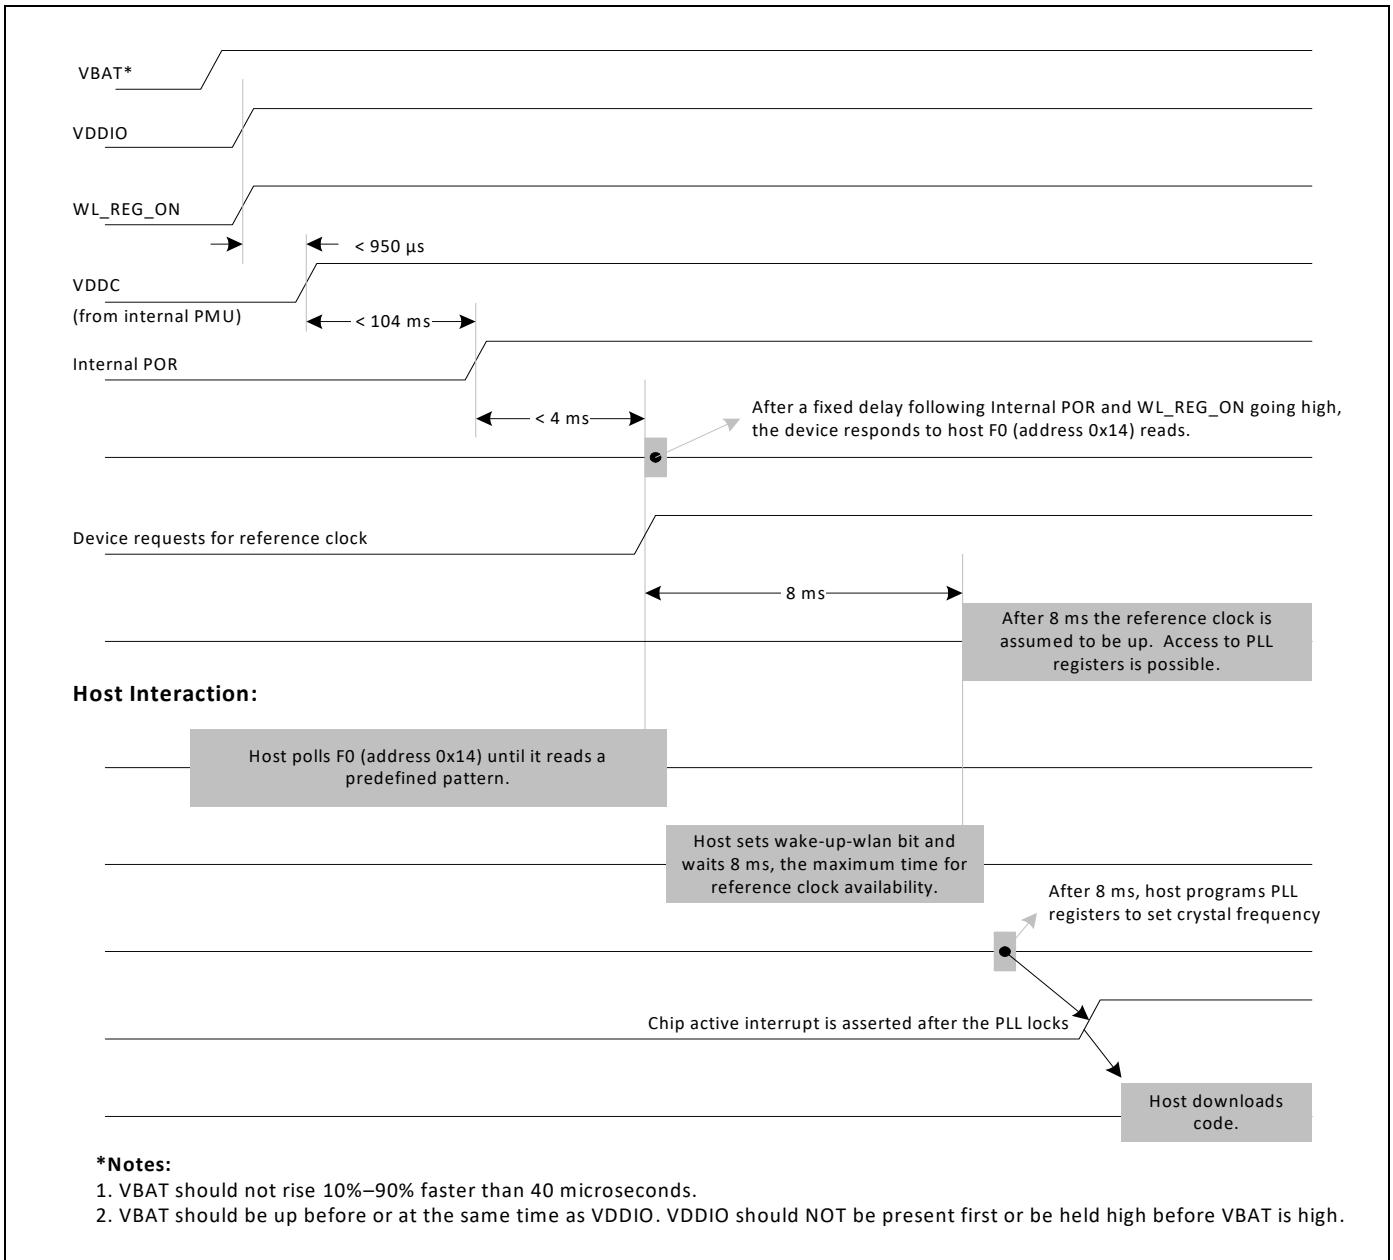 VBAT*
VDDIO
WL_REG_ON
< 950 µs
VDDC
(from internal PMU)
< 104 ms
Internal POR
After a fixed delay following Internal POR and WL_REG_ON going high,
< 4 ms
the device responds to host F0 (address 0x14) reads.
Device requests for reference clock
8 ms
After 8 ms the reference clock is
assumed to be up. Access to PLL
registers is possible.
Host Interaction:
Host polls F0 (address 0x14) until it reads a
predefined pattern.
Host sets wake-up-wlan bit and
waits 8 ms, the maximum time for
reference clock availability.
After 8 ms, host programs PLL
registers to set crystal frequency
Chip active interrupt is asserted after the PLL locks
Host downloads
code.
*Notes:
1. VBAT should not rise 10%–90% faster than 40 microseconds.
2. VBAT should be up before or at the same time as VDDIO. VDDIO should NOT be present first or be held high before VBAT is high.